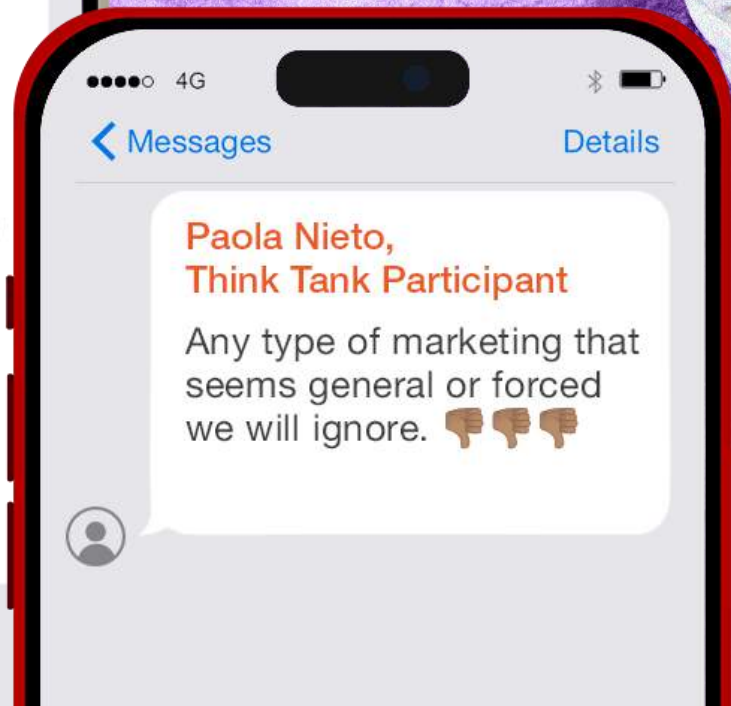 4G
Messages
Details
Paola Nieto,
Think Tank Participant
Any type of marketing that
seems general or forced
we will ignore. 👎🏽👎🏽👎🏽